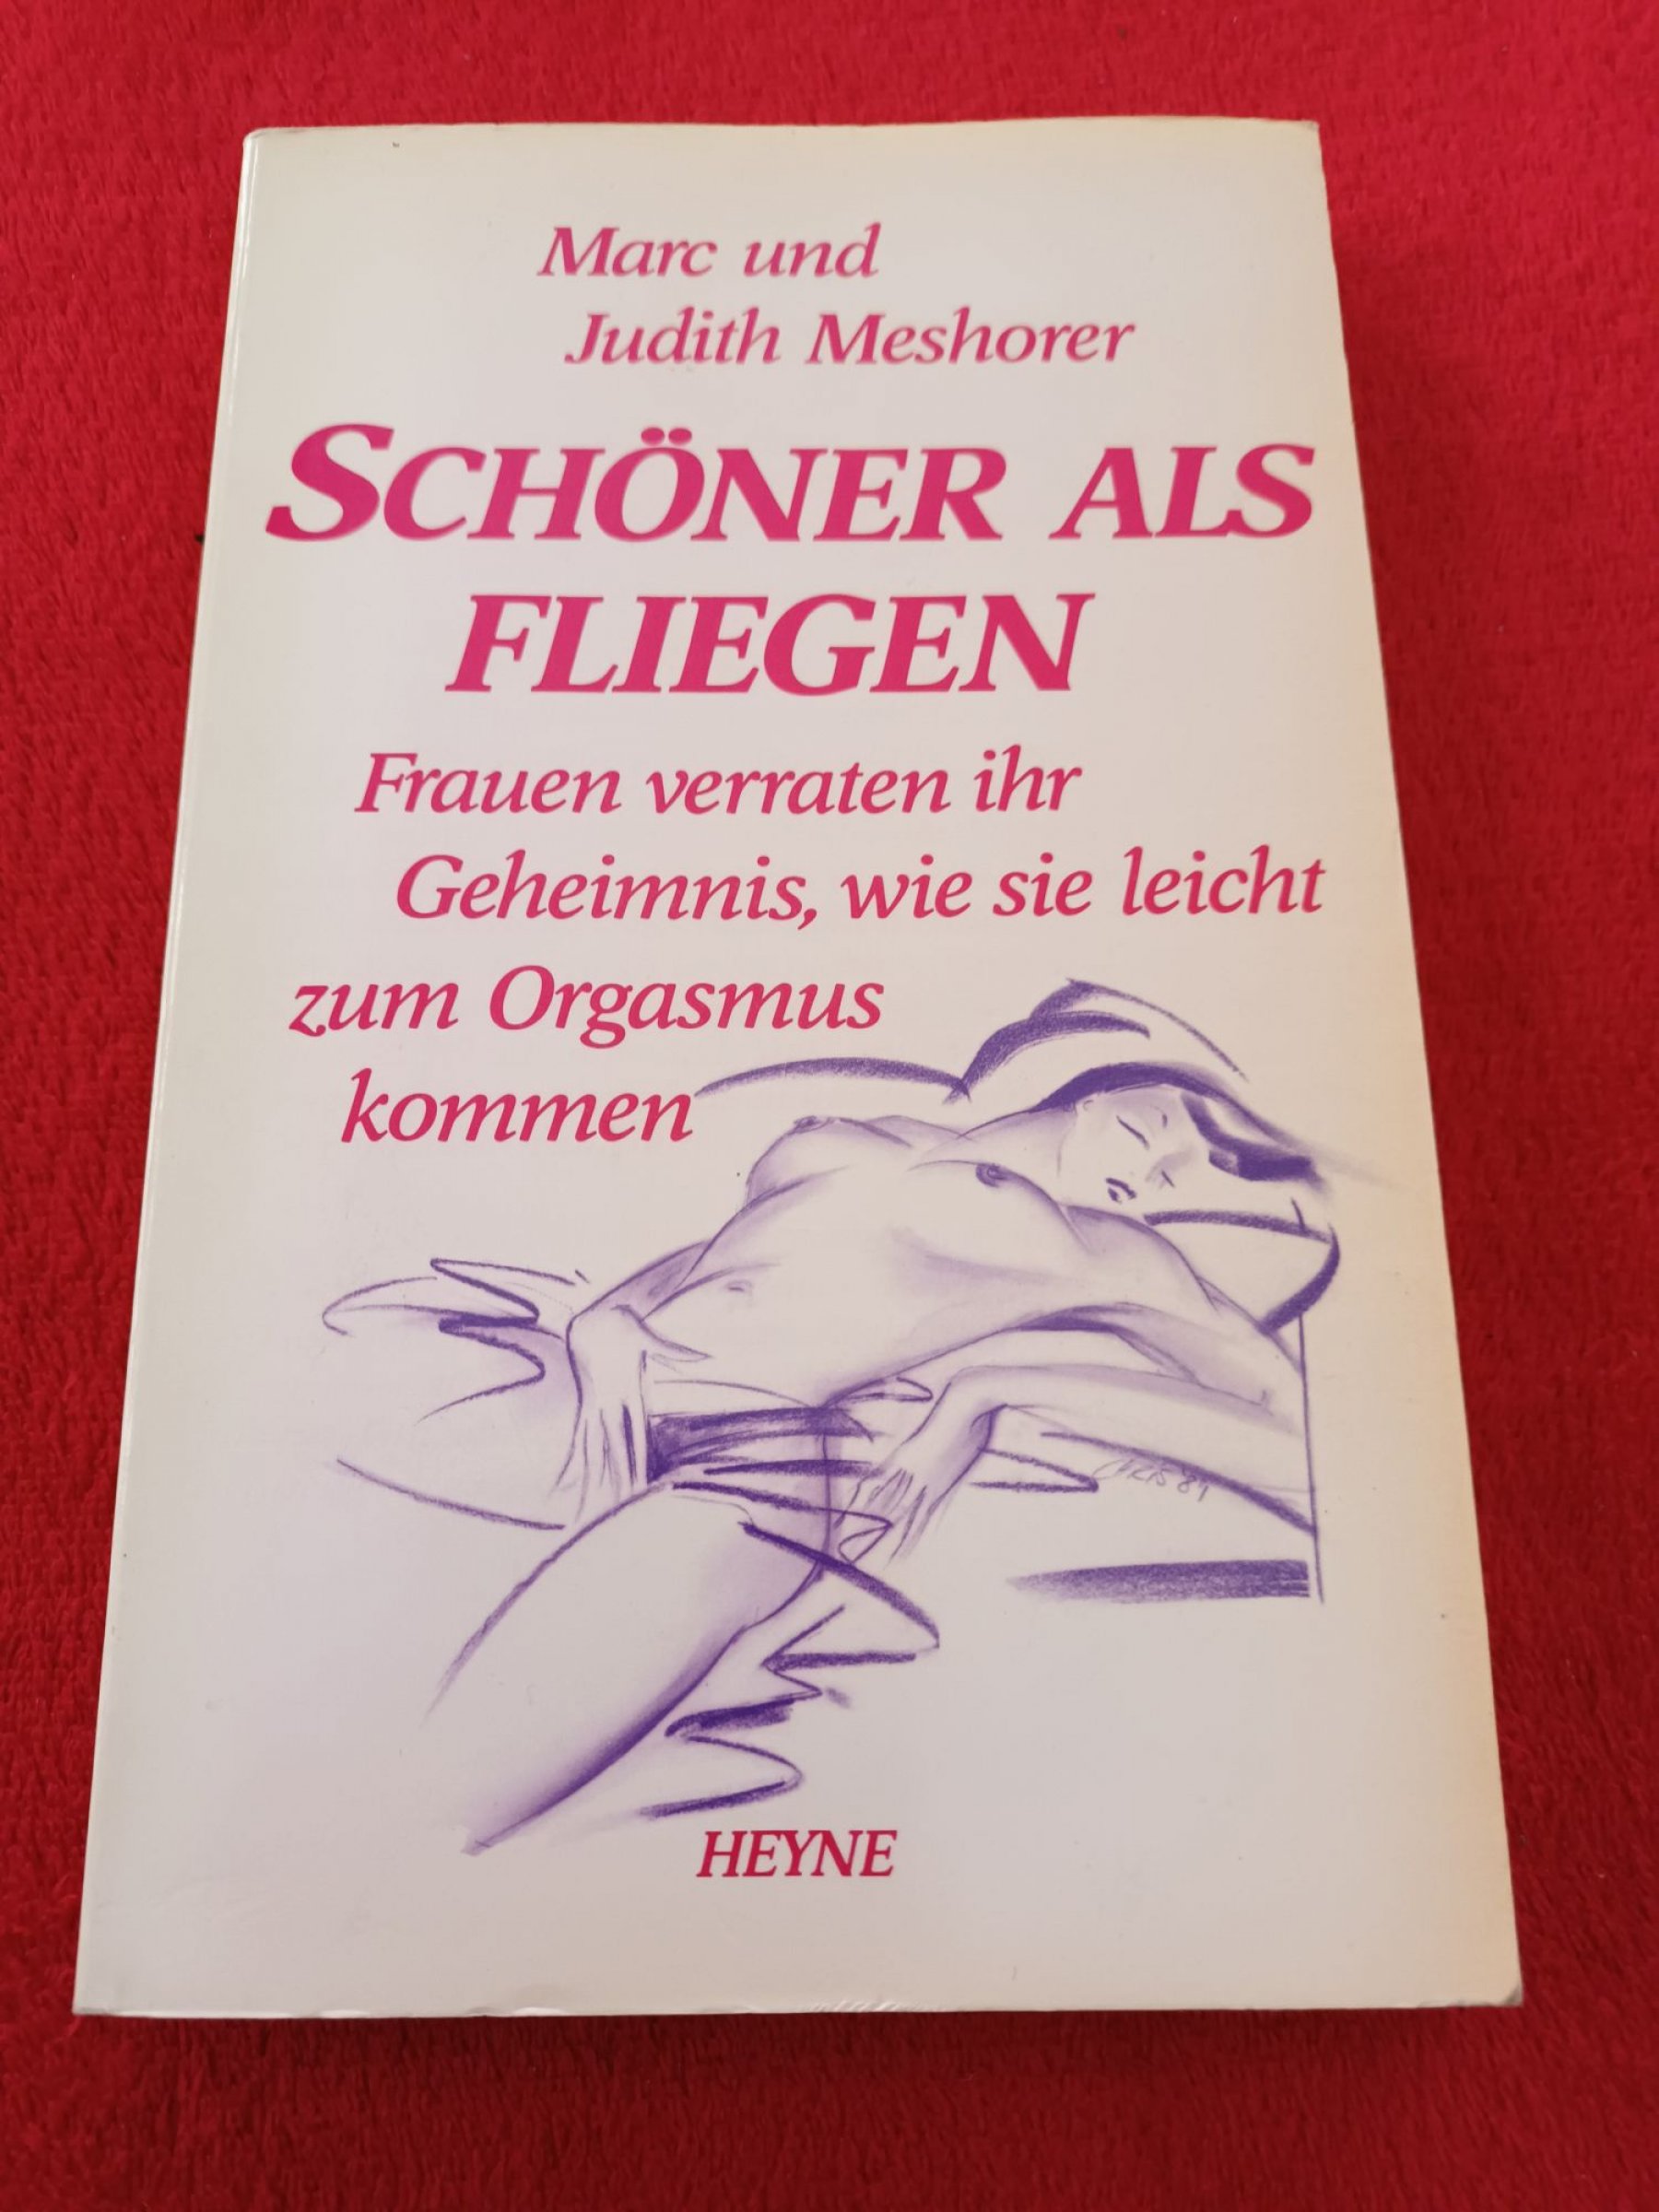 Marc und
Judith Meshorer
SCHÖNER ALS
FLIEGEN
Frauen verraten ihr
Geheimnis, wie sie leicht
zum Orgasmus
kommen
HEYNE